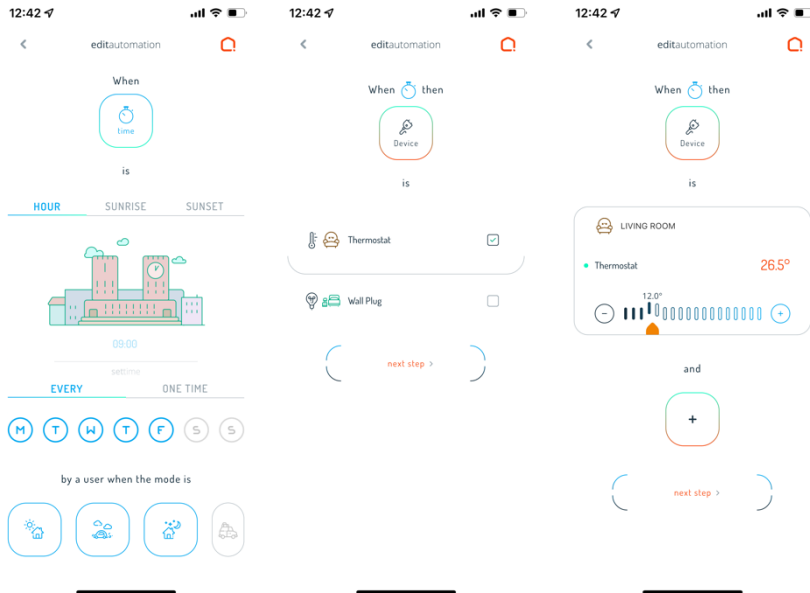 12:42
editautomation
When
time
is
HOUR SUNRISE SUNSET
09:00
settime
EVERY ONE TIME
M T W T F S S
by a user when the mode is
12:42
editautomation
When then
Device
is
Thermostat
Wall Plug
next step >
12:42
editautomation
When then
Device
is
LIVING ROOM
Thermostat 26.5°
12.0°
− +
and
+
next step >